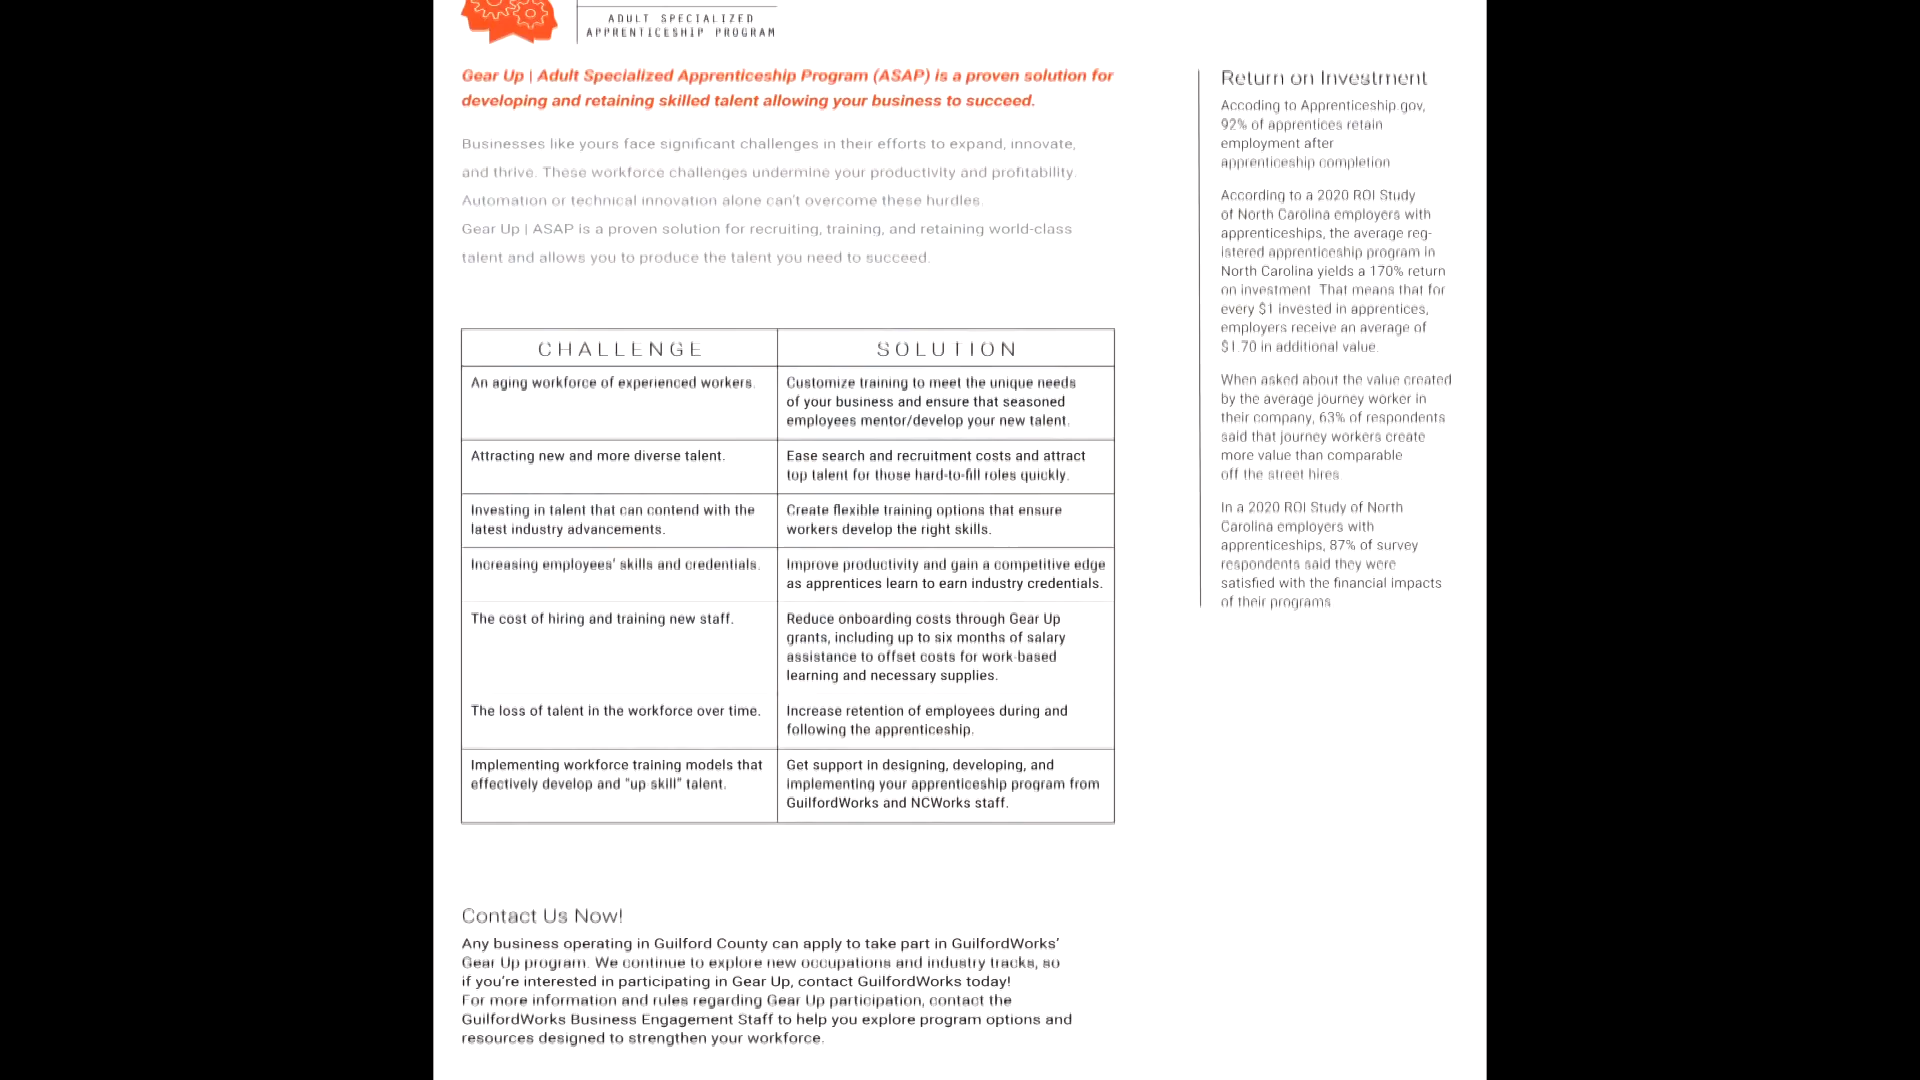 ADULT SPECIALIZED
APPRENTICESHIP PROGRAM
Gear Up | Adult Specialized Apprenticeship Program (ASAP) is a proven solution for
developing and retaining skilled talent allowing your business to succeed.
Businesses like yours face significant challenges in their efforts to expand, innovate,
and thrive. These workforce challenges undermine your productivity and profitability.
Automation or technical innovation alone can't overcome these hurdles.
Gear Up | ASAP is a proven solution for recruiting, training, and retaining world-class
talent and allows you to produce the talent you need to succeed.
CHALLENGE
SOLUTION
An aging workforce of experienced workers.
Customize training to meet the unique needs
of your business and ensure that seasoned
employees mentor/develop your new talent.
Attracting new and more diverse talent.
Ease search and recruitment costs and attract
top talent for those hard-to-fill roles quickly.
Investing in talent that can contend with the
latest industry advancements.
Create flexible training options that ensure
workers develop the right skills.
Increasing employees' skills and credentials.
Improve productivity and gain a competitive edge
as apprentices learn to earn industry credentials.
The cost of hiring and training new staff.
Reduce onboarding costs through Gear Up
grants, including up to six months of salary
assistance to offset costs for work-based
learning and necessary supplies.
The loss of talent in the workforce over time.
Increase retention of employees during and
following the apprenticeship.
Implementing workforce training models that
effectively develop and "up skill" talent.
Get support in designing, developing, and
implementing your apprenticeship program from
GuilfordWorks and NCWorks staff.
Contact Us Now!
Any business operating in Guilford County can apply to take part in GuilfordWorks'
Gear Up program. We continue to explore new occupations and industry tracks, so
if you're interested in participating in Gear Up, contact GuilfordWorks today!
For more information and rules regarding Gear Up participation, contact the
GuilfordWorks Business Engagement Staff to help you explore program options and
resources designed to strengthen your workforce.
Return on Investment
Accoding to Apprenticeship.gov,
92% of apprentices retain
employment after
apprenticeship completion
According to a 2020 ROI Study
of North Carolina employers with
apprenticeships, the average reg-
istered apprenticeship program in
North Carolina yields a 170% return
on investment. That means that for
every $1 invested in apprentices,
employers receive an average of
$1.70 in additional value.
When asked about the value created
by the average journey worker in
their company, 63% of respondents
said that journey workers create
more value than comparable
off the street hires
In a 2020 ROI Study of North
Carolina employers with
apprenticeships, 87% of survey
respondents said they were
satisfied with the financial impacts
of their programs